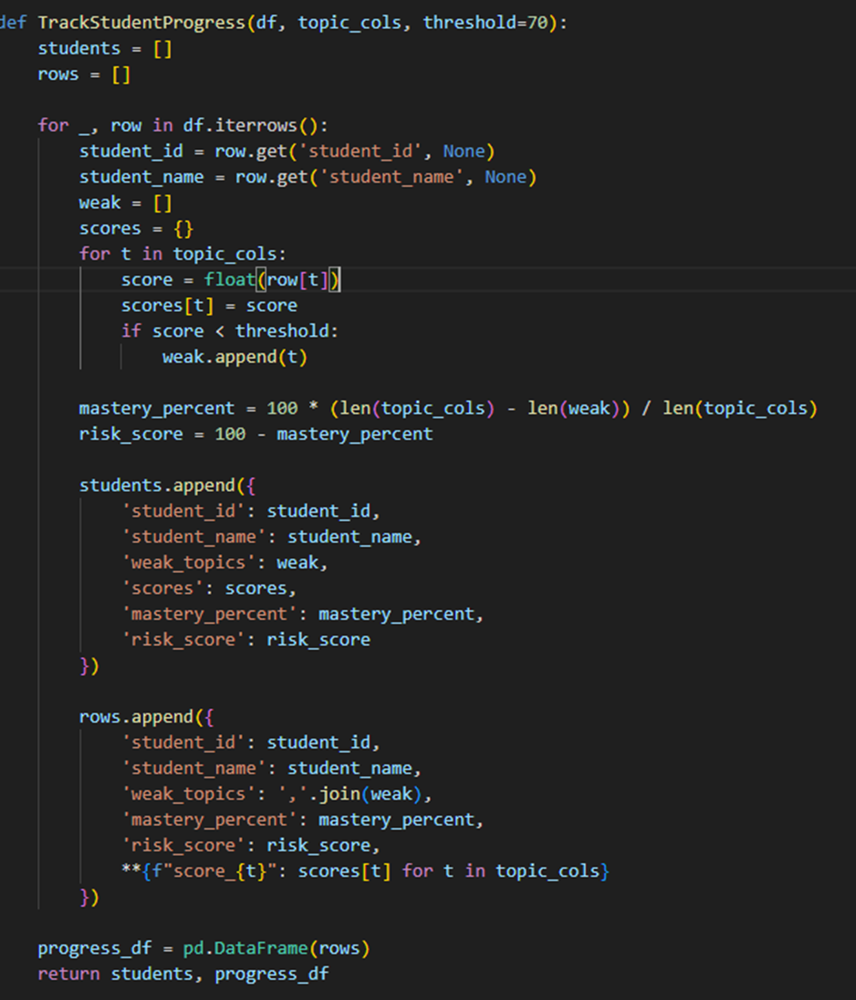 def TrackStudentProgress(df, topic_cols, threshold=70):
    students = []
    rows = []

    for _, row in df.iterrows():
        student_id = row.get('student_id', None)
        student_name = row.get('student_name', None)
        weak = []
        scores = {}
        for t in topic_cols:
            score = float(row[t])
            scores[t] = score
            if score < threshold:
                weak.append(t)

        mastery_percent = 100 * (len(topic_cols) - len(weak)) / len(topic_cols)
        risk_score = 100 - mastery_percent

        students.append({
            'student_id': student_id,
            'student_name': student_name,
            'weak_topics': weak,
            'scores': scores,
            'mastery_percent': mastery_percent,
            'risk_score': risk_score
        })

        rows.append({
            'student_id': student_id,
            'student_name': student_name,
            'weak_topics': ','.join(weak),
            'mastery_percent': mastery_percent,
            'risk_score': risk_score,
            **{f"score_{t}": scores[t] for t in topic_cols}
        })

    progress_df = pd.DataFrame(rows)
    return students, progress_df